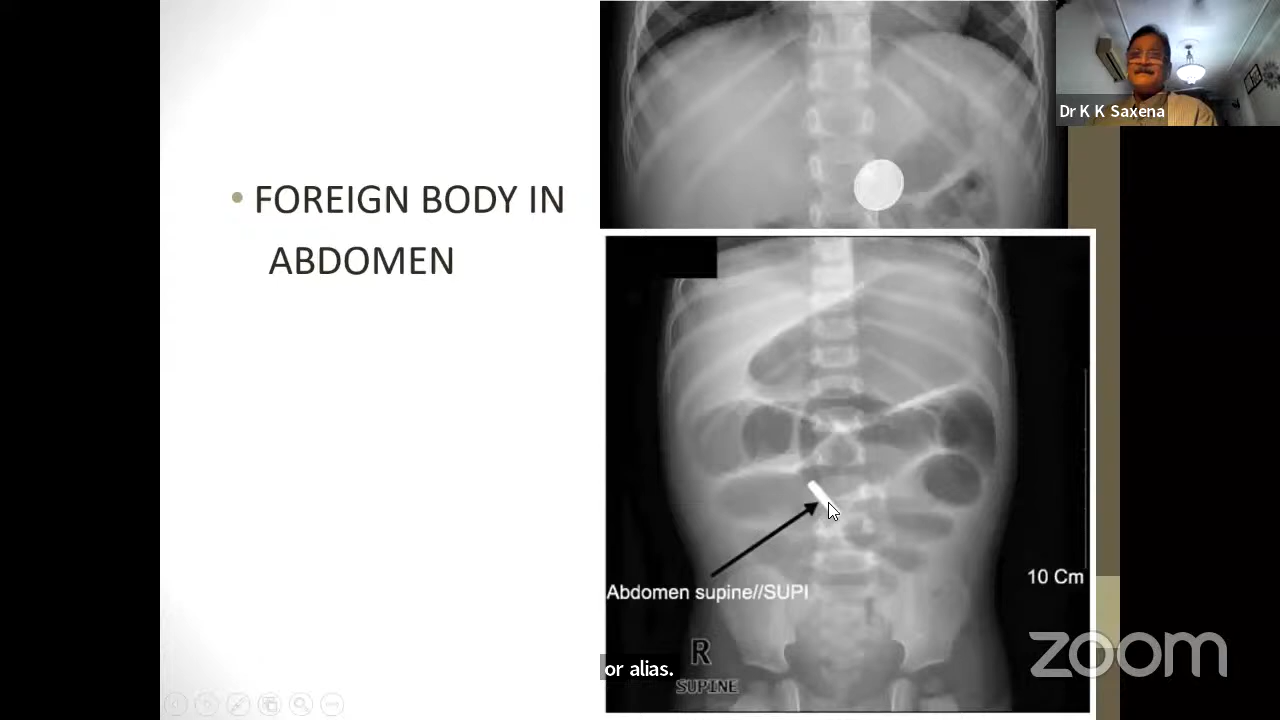 • FOREIGN BODY IN
ABDOMEN
Dr K K Saxena
Abdomen supine//SUPI
10 Cm
R
SUPINE
or alias.
zoom